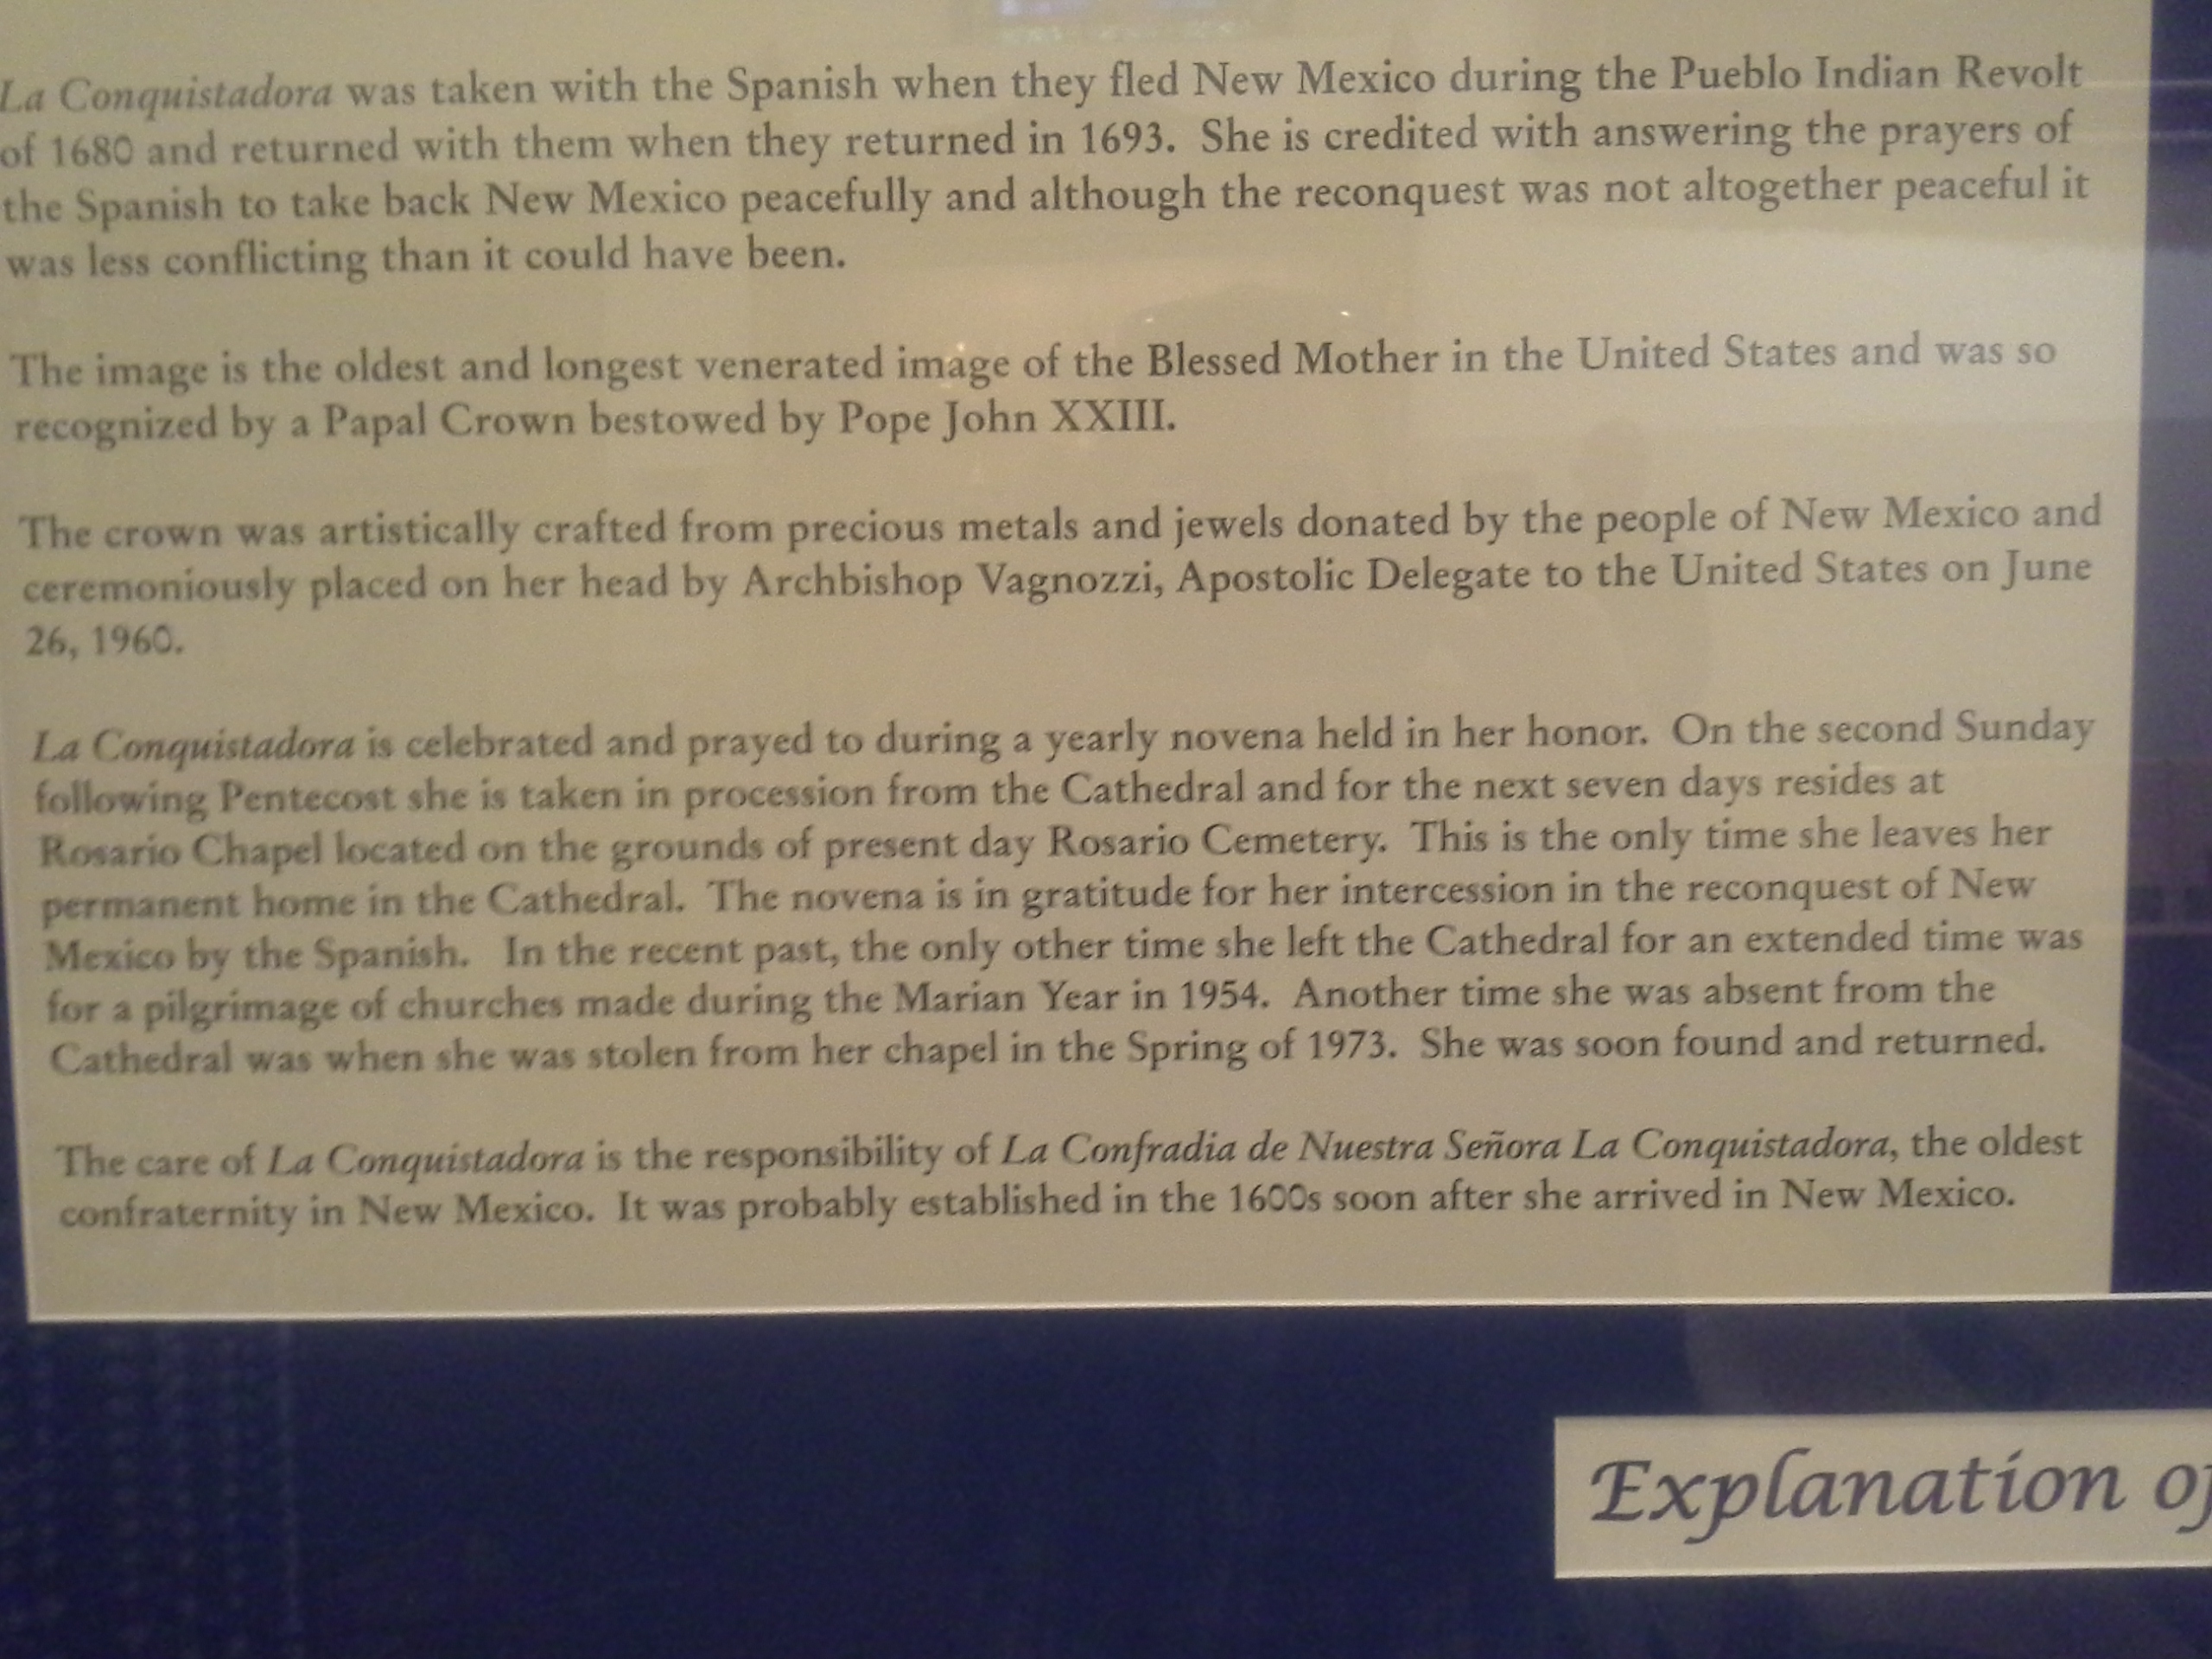 La Conquistadora was taken with the Spanish when they fled New Mexico during the Pueblo Indian Revolt
of 1680 and returned with them when they returned in 1693. She is credited with answering the prayers of
the Spanish to take back New Mexico peacefully and although the reconquest was not altogether peaceful it
was less conflicting than it could have been.
The image is the oldest and longest venerated image of the Blessed Mother in the United States and was so
recognized by a Papal Crown bestowed by Pope John XXIII.
The crown was artistically crafted from precious metals and jewels donated by the people of New Mexico and
ceremoniously placed on her head by Archbishop Vagnozzi, Apostolic Delegate to the United States on June
26, 1960.
La Conquistadora is celebrated and prayed to during a yearly novena held in her honor. On the second Sunday
following Pentecost she is taken in procession from the Cathedral and for the next seven days resides at
Rosario Chapel located on the grounds of present day Rosario Cemetery. This is the only time she leaves her
permanent home in the Cathedral. The novena is in gratitude for her intercession in the reconquest of New
Mexico by the Spanish. In the recent past, the only other time she left the Cathedral for an extended time was
for a pilgrimage of churches made during the Marian Year in 1954. Another time she was absent from the
Cathedral was when she was stolen from her chapel in the Spring of 1973. She was soon found and returned.
The care of La Conquistadora is the responsibility of La Confradia de Nuestra Señora La Conquistadora, the oldest
confraternity in New Mexico. It was probably established in the 1600s soon after she arrived in New Mexico.
Explanation of